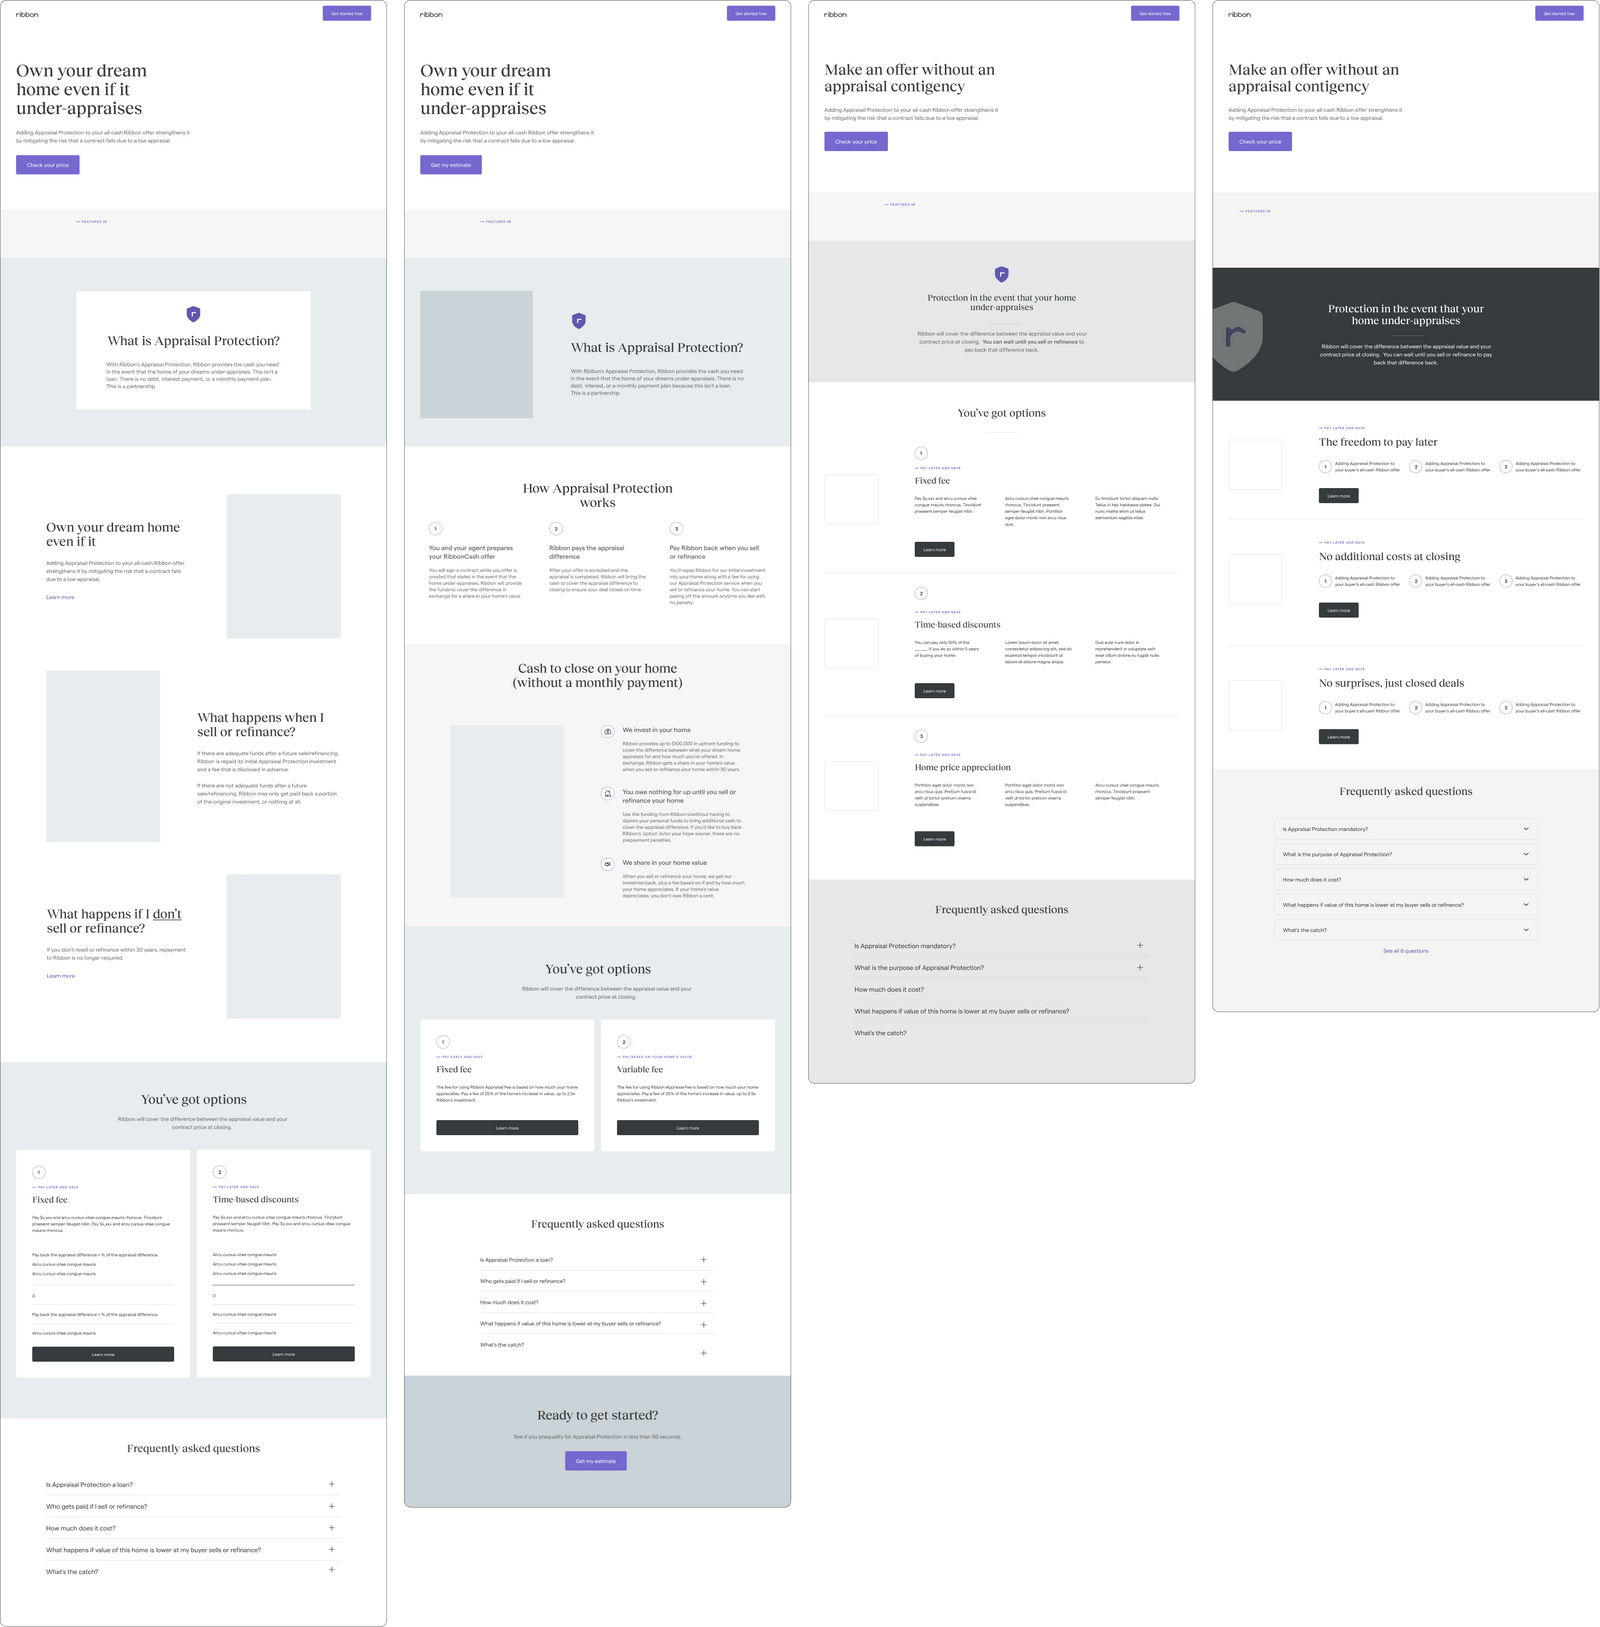 ribbon
Get started free
Own your dream
home even if it
under-appraises
Adding Appraisal Protection to your all-cash Ribbon offer strengthens it
by mitigating the risk that a contract falls due to a low appraisal.
Check your price
— FEATURED IN
What is Appraisal Protection?
With Ribbon's Appraisal Protection, Ribbon provides the cash you need
in the event that the home of your dreams under-appraises. This isn't a
loan. There is no debt, interest payment, or a monthly payment plan.
This is a partnership.
Own your dream home
even if it
Adding Appraisal Protection to your all-cash Ribbon offer
strengthens it by mitigating the risk that a contract falls
due to a low appraisal.
Learn more
What happens when I
sell or refinance?
If there are adequate funds after a future sale/refinancing,
Ribbon is repaid its initial Appraisal Protection investment
and a fee that is disclosed in advance.
If there are not adequate funds after a future
sale/refinancing, Ribbon may only get paid back a portion
of the original investment, or nothing at all.
What happens if I don't
sell or refinance?
If you don't resell or refinance within 30 years, repayment
to Ribbon is no longer required.
Learn more
You've got options
Ribbon will cover the difference between the appraisal value and your
contract price at closing.
1
— PAY LATER AND SAVE
Fixed fee
Pay $x,xxx and arcu cursus vitae congue mauris rhoncus. Tincidunt
praesent semper feugiat nibh. Pay $x,xxx and arcu cursus vitae congue
mauris rhoncus.
Pay back the appraisal difference + % of the appraisal difference.
Arcu cursus vitae congue mauris
Arcu cursus vitae congue mauris
D
Pay back the appraisal difference + % of the appraisal difference.
Arcu cursus vitae congue mauris
Learn more
2
— PAY LATER AND SAVE
Time-based discounts
Pay $x,xxx and arcu cursus vitae congue mauris rhoncus. Tincidunt
praesent semper feugiat nibh. Pay $x,xxx and arcu cursus vitae congue
mauris rhoncus.
Arcu cursus vitae congue mauris
Arcu cursus vitae congue mauris
Arcu cursus vitae congue mauris
D
Arcu cursus vitae congue mauris
Arcu cursus vitae congue mauris
Learn more
Frequently asked questions
Is Appraisal Protection a loan?
Who gets paid if I sell or refinance?
How much does it cost?
What happens if value of this home is lower at my buyer sells or refinance?
What's the catch?
ribbon
Get started free
Own your dream
home even if it
under-appraises
Adding Appraisal Protection to your all-cash Ribbon offer strengthens it
by mitigating the risk that a contract falls due to a low appraisal.
Get my estimate
— FEATURED IN
What is Appraisal Protection?
With Ribbon's Appraisal Protection, Ribbon provides the cash you need
in the event that the home of your dreams under-appraises. There is no
debt, interest, or a monthly payment plan because this isn't a loan.
This is a partnership.
How Appraisal Protection
works
1
You and your agent prepares
your RibbonCash offer
You will sign a contract while you offer is
created that states in the event that the
home under-appraises, Ribbon will provide
the funds to cover the difference in
exchange for a share in your home's value.
2
Ribbon pays the appraisal
difference
After your offer is accepted and the
appraisal is completed, Ribbon will bring the
cash to cover the appraisal difference to
closing to ensure your deal closes on time.
3
Pay Ribbon back when you sell
or refinance
You'll repay Ribbon for our initial investment
into your home along with a fee for using
our Appraisal Protection service when you
sell or refinance your home. You can start
paying off the amount anytime you like with
no penalty.
Cash to close on your home
(without a monthly payment)
We invest in your home
Ribbon provides up to $100,000 in upfront funding to
cover the difference between what your dream home
appraises for and how much you've offered. In
exchange, Ribbon gets a share in your home's value
when you sell or refinance your home within 30 years.
You owe nothing for up until you sell or
refinance your home
Use the funding from Ribbon towithout having to
dipinto your personal funds to bring additional cash to
cover the appraisal difference. If you'd like to buy back
Ribbon's 'option' in/on your hope sooner, there are no
prepayment penalties.
We share in your home value
When you sell or refinance your home, we get our
investmet back, plus a fee based on if and by how much
your home appreciates. If your home's value
depreciates, you don't owe Ribbon a cent.
You've got options
Ribbon will cover the difference between the appraisal value and your
contract price at closing.
1
— PAY EARLY AND SAVE
Fixed fee
The fee for using Ribbon Appraisal Fee is based on how much your home
appreciates. Pay a fee of 25% of the home's increase in value, up to 2.5x
Ribbon's investment.
Learn more
2
— PAY BASED ON YOUR HOME'S VALUE
Variable fee
The fee for using Ribbon Appraisal Fee is based on how much your home
appreciates. Pay a fee of 25% of the home's increase in value, up to 2.5x
Ribbon's investment.
Learn more
Frequently asked questions
Is Appraisal Protection a loan?
Who gets paid if I sell or refinance?
How much does it cost?
What happens if value of this home is lower at my buyer sells or refinance?
What's the catch?
Ready to get started?
See if you prequalify for Appraisal Protection in less than 60 seconds.
Get my estimate
ribbon
Get started free
Make an offer without an
appraisal contigency
Adding Appraisal Protection to your all-cash Ribbon offer strengthens it
by mitigating the risk that a contract falls due to a low appraisal.
Check your price
— FEATURED IN
Protection in the event that your home
under-appraises
Ribbon will cover the difference between the appraisal value and your
contract price at closing. You can wait until you sell or refinance to
pay back that difference back.
You've got options
1
— PAY LATER AND SAVE
Fixed fee
Pay $x,xxx and arcu cursus vitae
congue mauris rhoncus. Tincidunt
praesent semper feugiat nibh.
Arcu cursus vitae congue mauris
rhoncus. Tincidunt praesent
semper feugiat nibh. Porttitor
eget dolor morbi non arcu risus
quis.
Eu tincidunt tortor aliquam nulla.
Tellus in hac habitasse platea. Dui
nunc mattis enim ut tellus
elementum sagittis vitae.
Learn more
2
— PAY LATER AND SAVE
Time-based discounts
You can pay only 50% of the
_____ if you do so within 5 years
of buying your home.
Lorem ipsum dolor sit amet,
consectetur adipiscing elit, sed do
eiusmod tempor incididunt ut
labore et dolore magna aliqua.
Duis aute irure dolor in
reprehenderit in voluptate velit
esse cillum dolore eu fugiat nulla
pariatur.
Learn more
3
— PAY LATER AND SAVE
Home price appreciation
Porttitor eget dolor morbi non
arcu risus quis. Pretium fusce id
velit ut tortor pretium viverra
suspendisse.
Porttitor eget dolor morbi non
arcu risus quis. Pretium fusce id
velit ut tortor pretium viverra
suspendisse.
Arcu cursus vitae congue mauris
rhoncus. Tincidunt praesent
semper feugiat nibh.
Learn more
Frequently asked questions
Is Appraisal Protection mandatory?
What is the purpose of Appraisal Protection?
How much does it cost?
What happens if value of this home is lower at my buyer sells or refinance?
What's the catch?
ribbon
Get started free
Make an offer without an
appraisal contigency
Adding Appraisal Protection to your all-cash Ribbon offer strengthens it
by mitigating the risk that a contract falls due to a low appraisal.
Check your price
— FEATURED IN
Protection in the event that your
home under-appraises
Ribbon will cover the difference between the appraisal value and your
contract price at closing. You can wait until you sell or refinance to pay
back that difference back.
— PAY LATER AND SAVE
The freedom to pay later
1
Adding Appraisal Protection to
your buyer's all-cash Ribbon offer
2
Adding Appraisal Protection to
your buyer's all-cash Ribbon offer
3
Adding Appraisal Protection to
your buyer's all-cash Ribbon offer
Learn more
— PAY LATER AND SAVE
No additional costs at closing
1
Adding Appraisal Protection to
your buyer's all-cash Ribbon offer
2
Adding Appraisal Protection to
your buyer's all-cash Ribbon offer
3
Adding Appraisal Protection to
your buyer's all-cash Ribbon offer
Learn more
— PAY LATER AND SAVE
No surprises, just closed deals
1
Adding Appraisal Protection to
your buyer's all-cash Ribbon offer
2
Adding Appraisal Protection to
your buyer's all-cash Ribbon offer
3
Adding Appraisal Protection to
your buyer's all-cash Ribbon offer
Learn more
Frequently asked questions
Is Appraisal Protection mandatory?
What is the purpose of Appraisal Protection?
How much does it cost?
What happens if value of this home is lower at my buyer sells or refinance?
What's the catch?
See all 8 questions